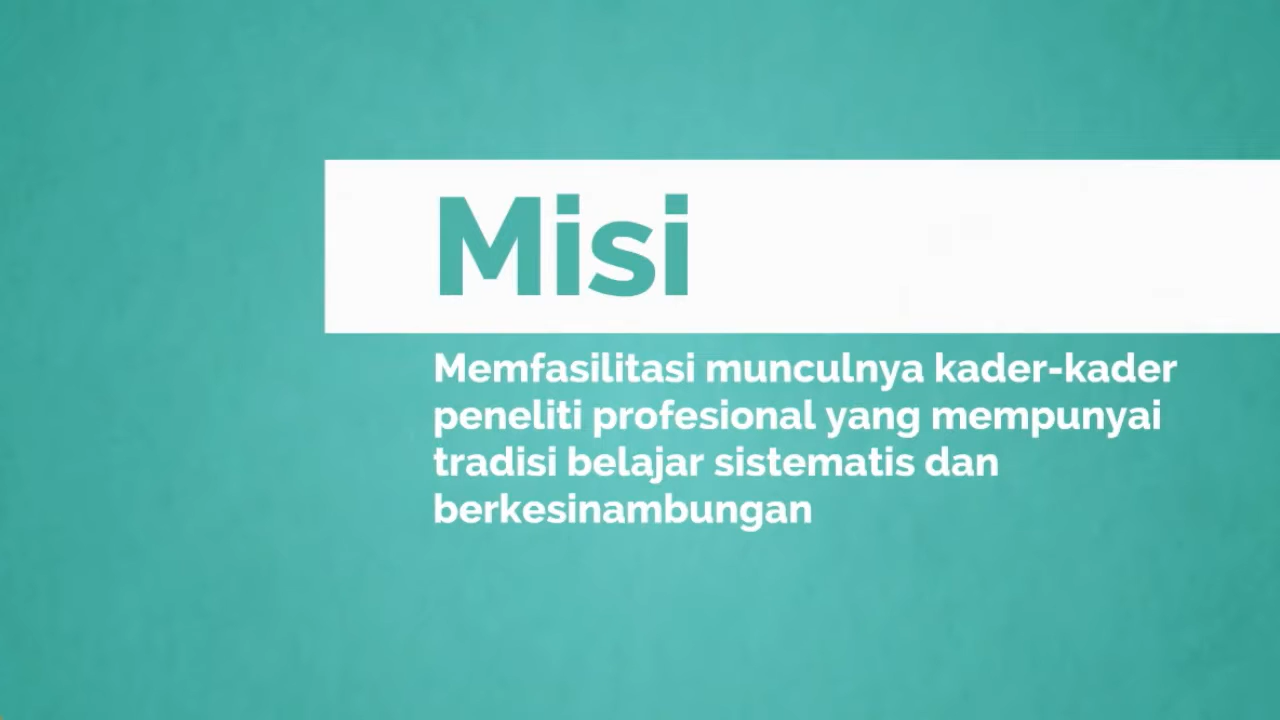 Misi
Memfasilitasi munculnya kader-kader
peneliti profesional yang mempunyai
tradisi belajar sistematis dan
berkesinambungan